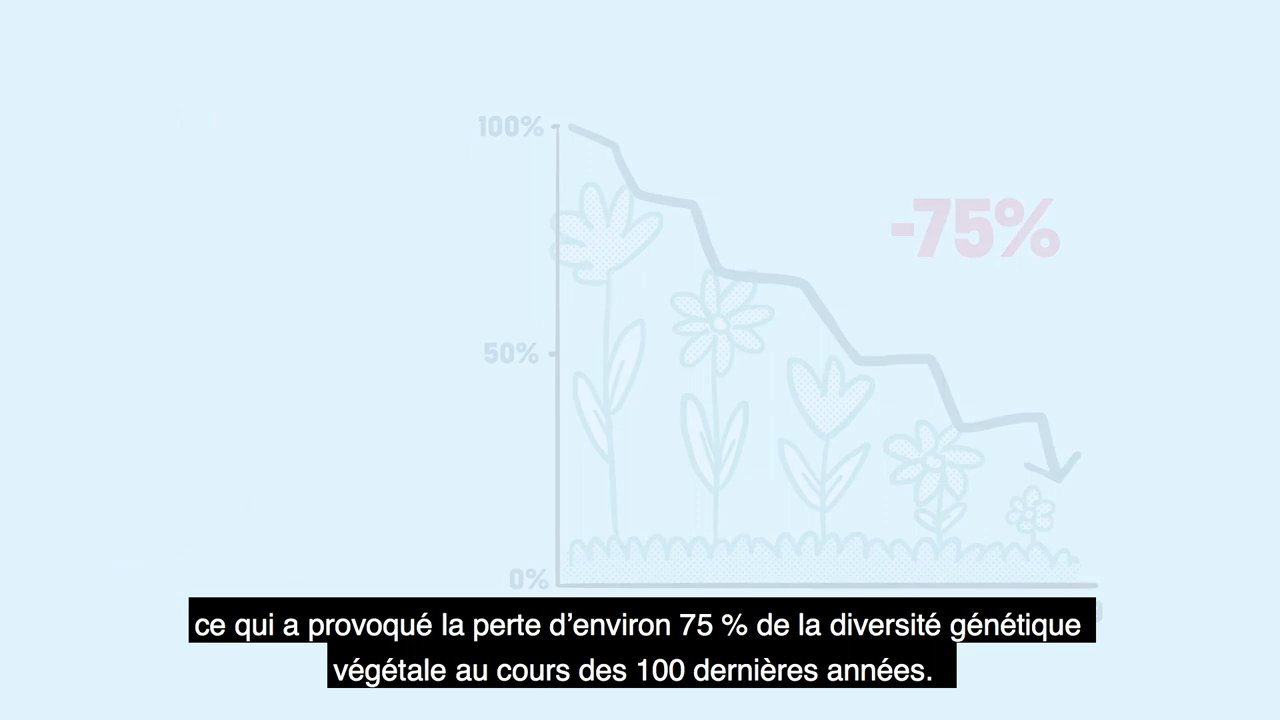 100%
-75%
50%
0%
ce qui a provoqué la perte d’environ 75 % de la diversité génétique
végétale au cours des 100 dernières années.